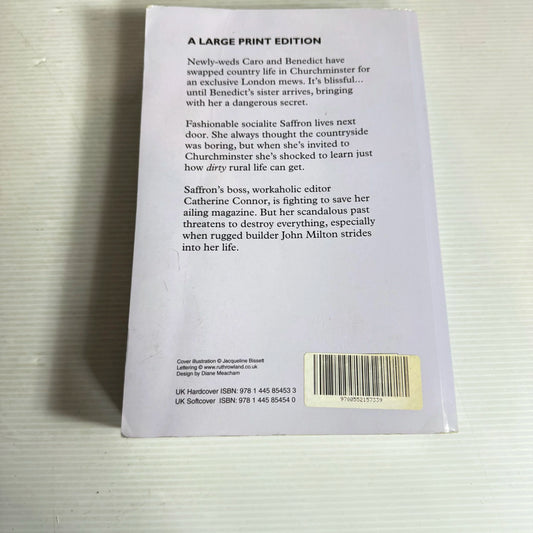 A LARGE PRINT EDITION
Newly-weds Caro and Benedict have
swapped country life in Churchminster for
an exclusive London mews. It's blissful...
until Benedict's sister arrives, bringing
with her a dangerous secret.
Fashionable socialite Saffron lives next
door. She always thought the countryside
was boring, but when she's invited to
Churchminster she's shocked to learn just
how dirty rural life can get.
Saffron's boss, workaholic editor
Catherine Connor, is fighting to save her
ailing magazine. But her scandalous past
threatens to destroy everything, especially
when rugged builder John Milton strides
into her life.
Cover illustration © Jacqueline Bissett
Lettering © www.ruthrowland.co.uk
Design by Diane Meacham
UK Hardcover ISBN: 978 1 445 85453 3
UK Softcover ISBN: 978 1 445 85454 0
9780552157339